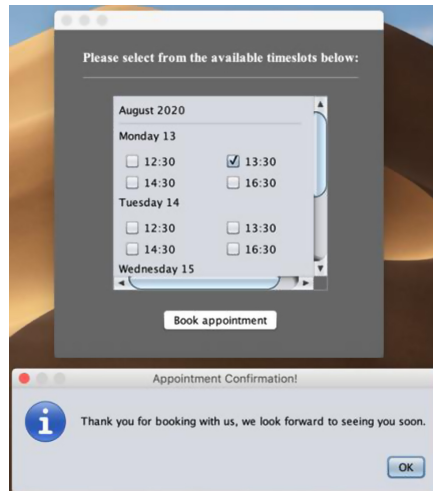 Please select from the available timeslots below:
August 2020
Monday 13
12:30 13:30
14:30 16:30
Tuesday 14
12:30 13:30
14:30 16:30
Wednesday 15
Book appointment
Appointment Confirmation!
Thank you for booking with us, we look forward to seeing you soon.
OK